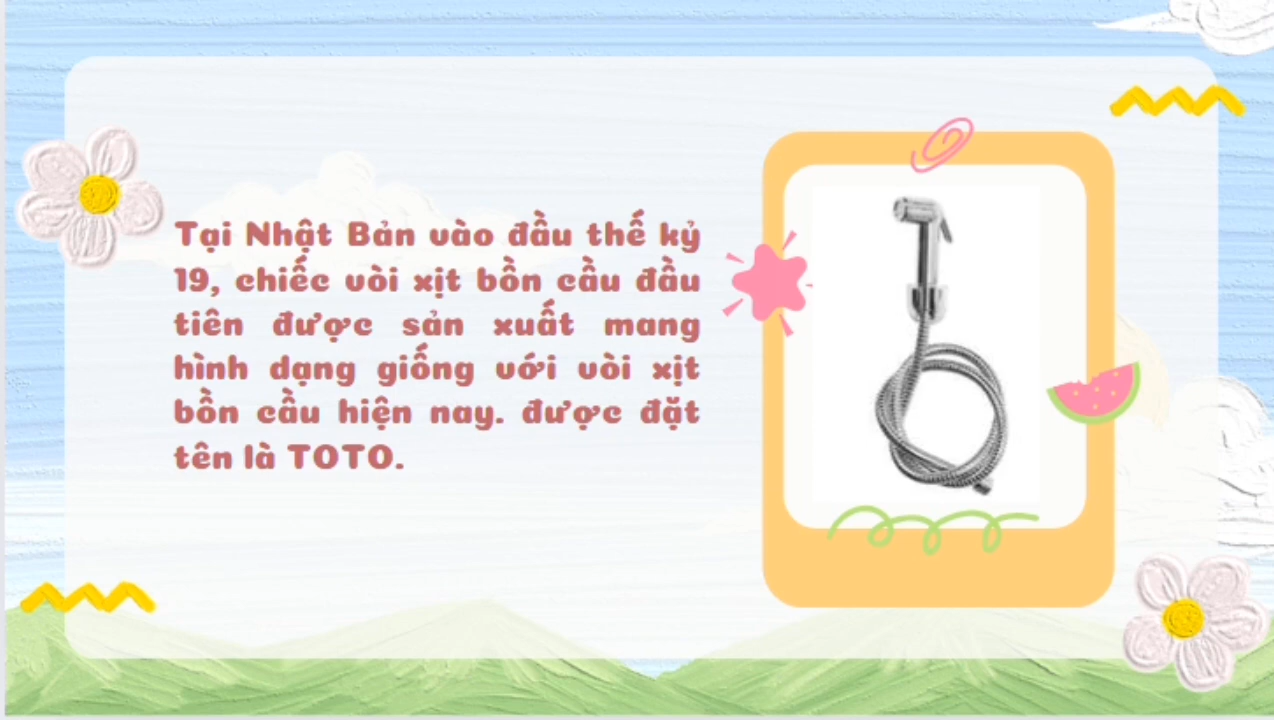 Tại Nhật Bản vào đầu thế kỷ
19, chiếc vòi xịt bồn cầu đầu
tiên được sản xuất mang
hình dạng giống với vòi xịt
bồn cầu hiện nay. được đặt
tên là TOTO.